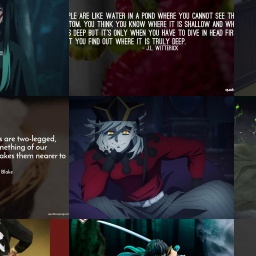 PLE ARE LIKE WATER IN A POND WHERE YOU CANNOT SEE TH
TOM. YOU THINK YOU KNOW WHERE IT IS SHALLOW AND WH
S DEEP BUT IT'S ONLY WHEN YOU HAVE TO DIVE IN HEAD FIR
T YOU FIND OUT WHERE IT IS TRULY DEEP.
- J.L. WITTERICK
s are two-legged,
mething of our
akes them nearer to
Blake